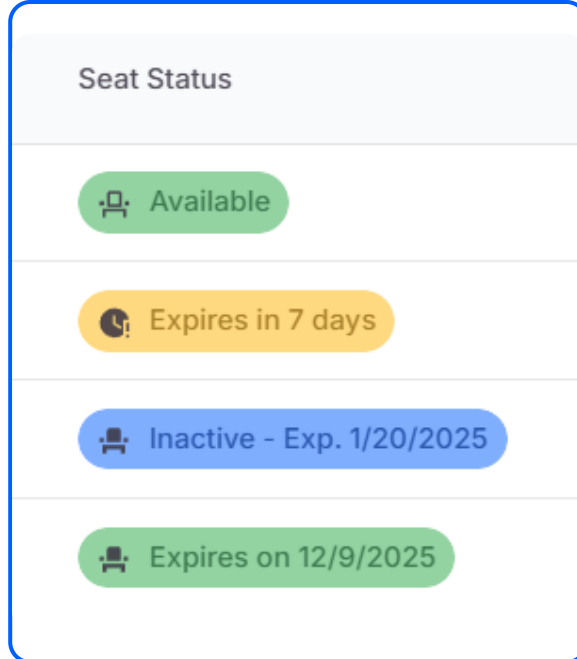 Seat Status
Available
Expires in 7 days
Inactive - Exp. 1/20/2025
Expires on 12/9/2025